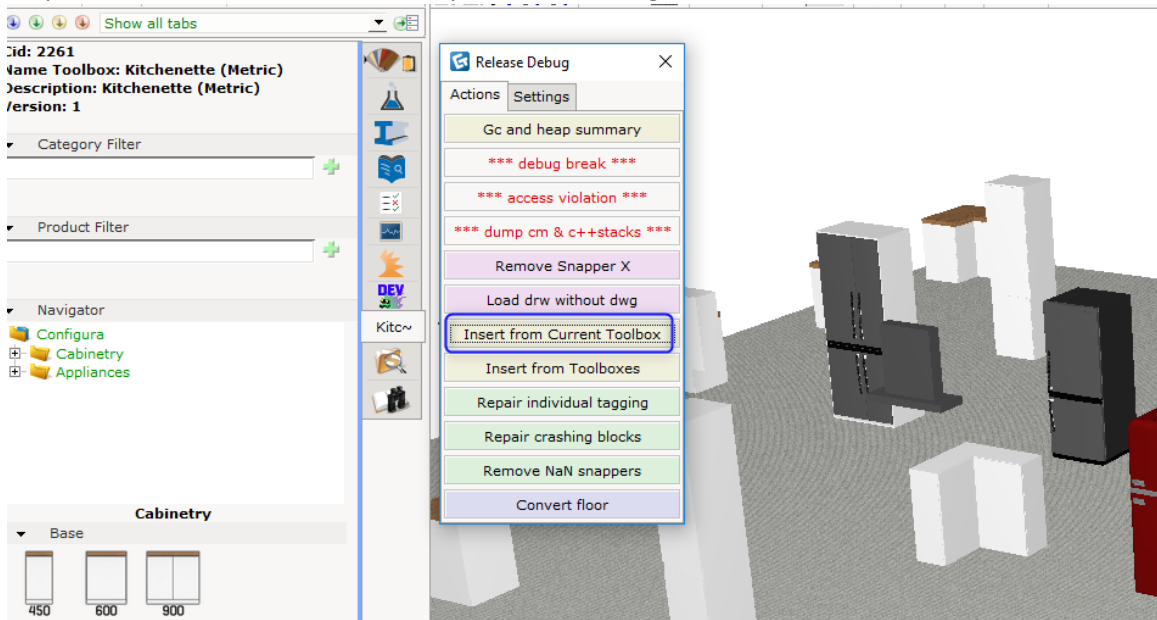 Show all tabs
Cid: 2261
Name Toolbox: Kitchenette (Metric)
Description: Kitchenette (Metric)
Version: 1
Category Filter
Product Filter
Navigator
Configura
Cabinetry
Appliances
Cabinetry
Base
450 600 900
DEV
Kitc~
Release Debug
Actions Settings
Gc and heap summary
*** debug break ***
*** access violation ***
*** dump cm & c++stacks ***
Remove Snapper X
Load drw without dwg
Insert from Current Toolbox
Insert from Toolboxes
Repair individual tagging
Repair crashing blocks
Remove NaN snappers
Convert floor